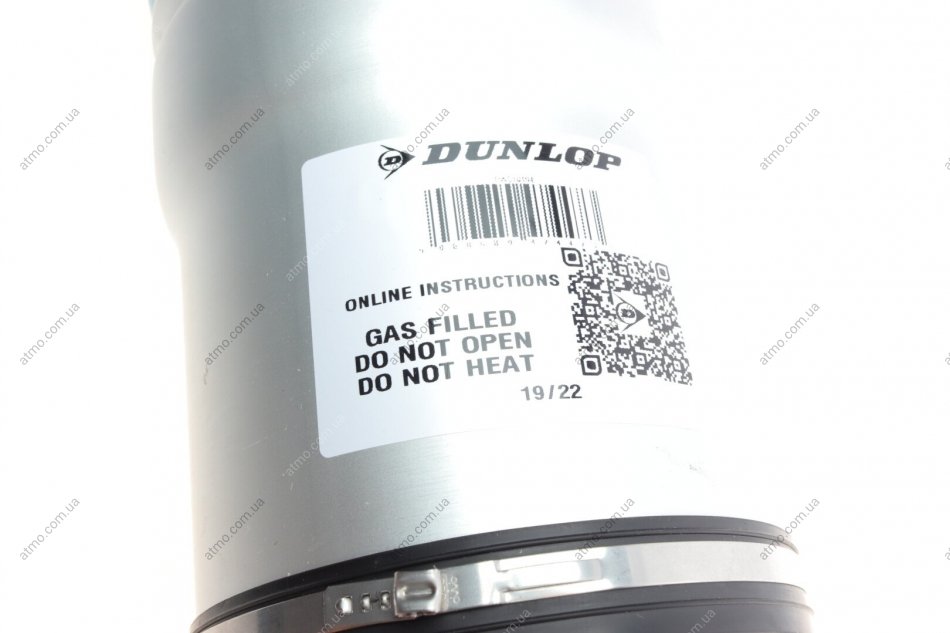 DUNLOP
ONLINE INSTRUCTIONS
GAS FILLED
DO NOT OPEN
DO NOT HEAT
19/22
atmo.com.ua